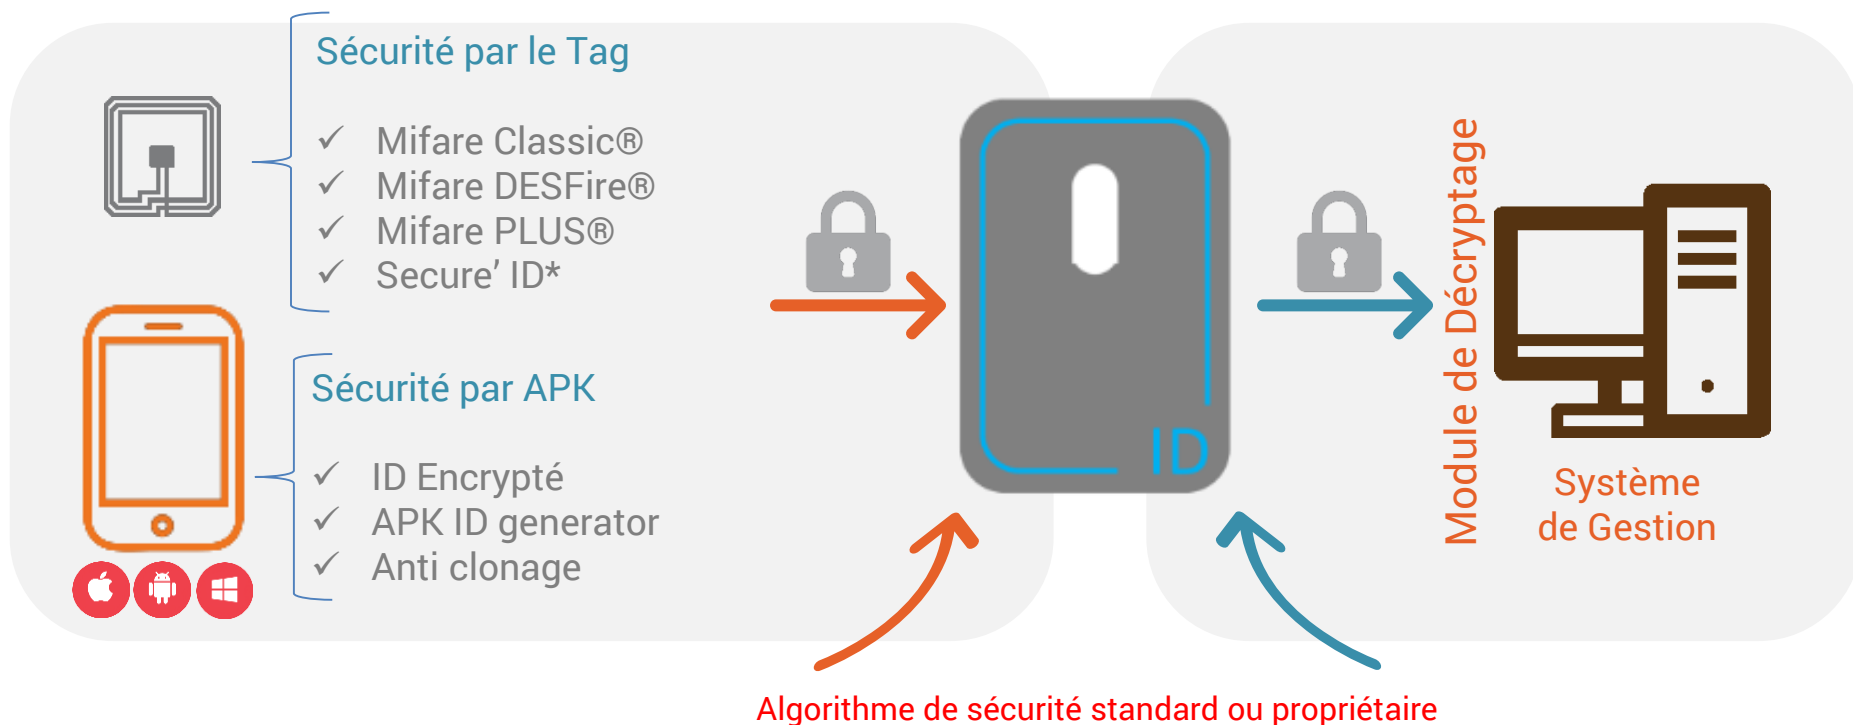 Sécurité par le Tag
✓ Mifare Classic®
✓ Mifare DESFire®
✓ Mifare PLUS®
✓ Secure’ ID*
Sécurité par APK
✓ ID Encrypté
✓ APK ID generator
✓ Anti clonage
ID
Module de Décryptage
Système
de Gestion
Algorithme de sécurité standard ou propriétaire